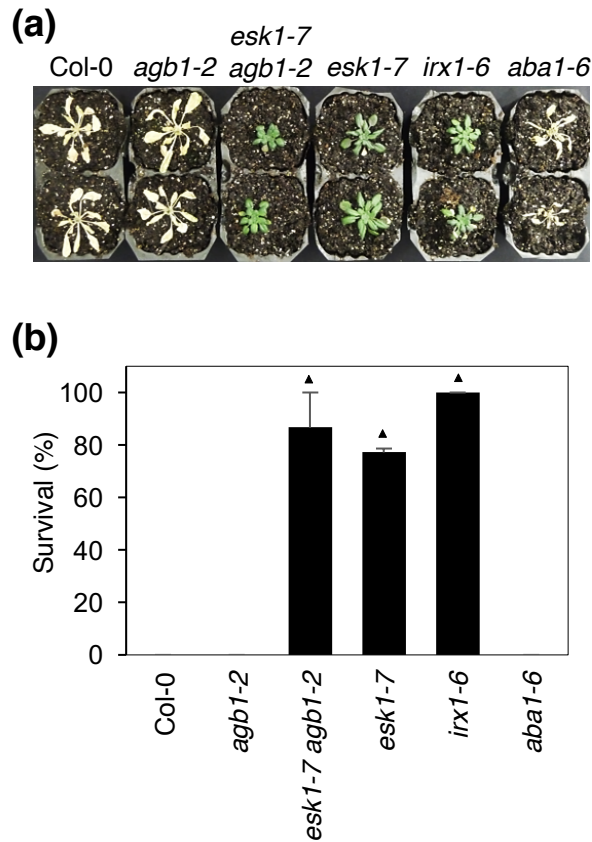 (a)
esk1-7
Col-0 agb1-2 agb1-2 esk1-7 irx1-6 aba1-6
(b)
100
80
60
40
20
0
Survival (%)
Col-0
agb1-2
esk1-7 agb1-2
esk1-7
irx1-6
aba1-6